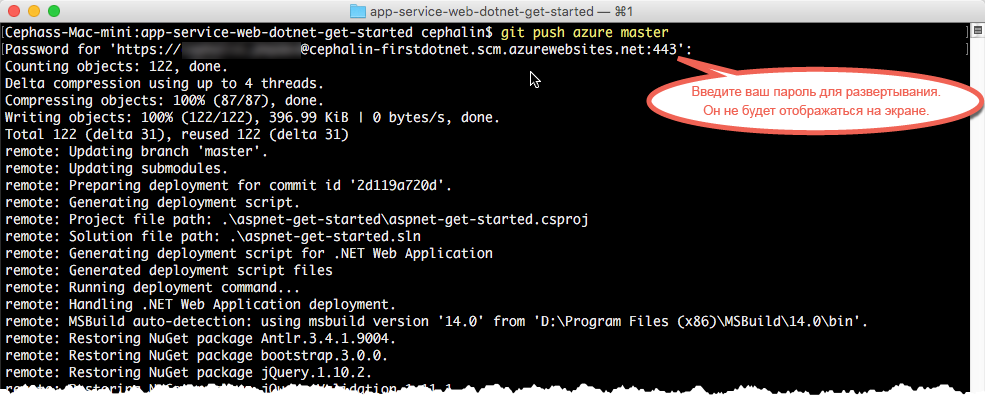 app-service-web-dotnet-get-started — ⌘1
[Cephass-Mac-mini:app-service-web-dotnet-get-started cephalin$ git push azure master ]
[Password for 'https:// @cephalin-firstdotnet.scm.azurewebsites.net:443': ]
Counting objects: 122, done.
Delta compression using up to 4 threads.
Compressing objects: 100% (87/87), done.
Writing objects: 100% (122/122), 396.99 KiB | 0 bytes/s, done.
Total 122 (delta 31), reused 122 (delta 31)
Введите ваш пароль для развертывания.
Он не будет отображаться на экране.
remote: Updating branch 'master'.
remote: Updating submodules.
remote: Preparing deployment for commit id '2d119a720d'.
remote: Generating deployment script.
remote: Project file path: .\aspnet-get-started\aspnet-get-started.csproj
remote: Solution file path: .\aspnet-get-started.sln
remote: Generating deployment script for .NET Web Application
remote: Generated deployment script files
remote: Running deployment command...
remote: Handling .NET Web Application deployment.
remote: MSBuild auto-detection: using msbuild version '14.0' from 'D:\Program Files (x86)\MSBuild\14.0\bin'.
remote: Restoring NuGet package Antlr.3.4.1.9004.
remote: Restoring NuGet package bootstrap.3.0.0.
remote: Restoring NuGet package jQuery.1.10.2.
remote: Restoring NuGet package